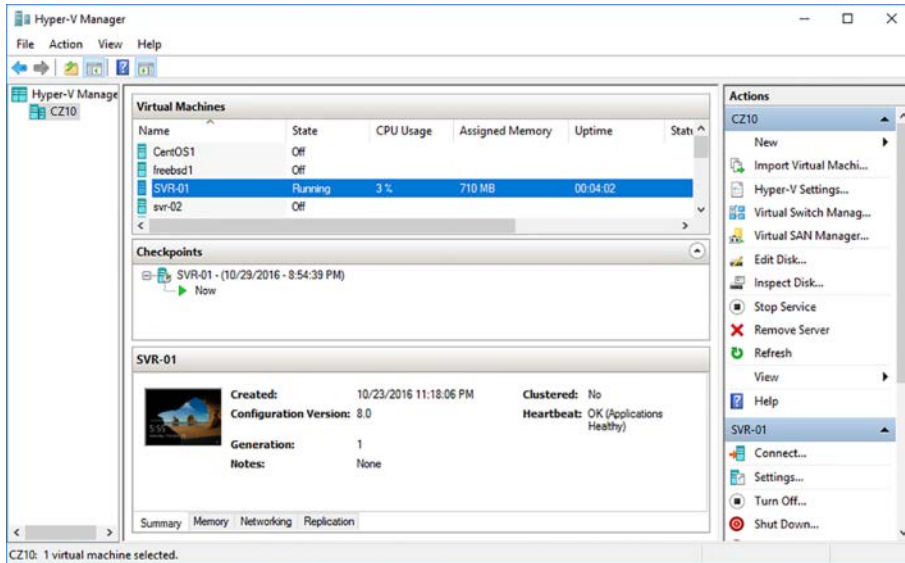 Hyper-V Manager
File Action View Help
Hyper-V Manage
CZ10
Virtual Machines
Name State CPU Usage Assigned Memory Uptime Statu
CentOS1 Off
freebsd1 Off
SVR-01 Running 3 % 710 MB 00:04:02
svr-02 Off
Checkpoints
SVR-01 - (10/29/2016 - 8:54:39 PM)
Now
SVR-01
5:55
Created: 10/23/2016 11:18:06 PM Clustered: No
Configuration Version: 8.0 Heartbeat: OK (Applications
Healthy)
Generation: 1
Notes: None
Summary Memory Networking Replication
Actions
CZ10
New
Import Virtual Machi...
Hyper-V Settings...
Virtual Switch Manag...
Virtual SAN Manager...
Edit Disk...
Inspect Disk...
Stop Service
Remove Server
Refresh
View
Help
SVR-01
Connect...
Settings...
Turn Off...
Shut Down...
CZ10: 1 virtual machine selected.